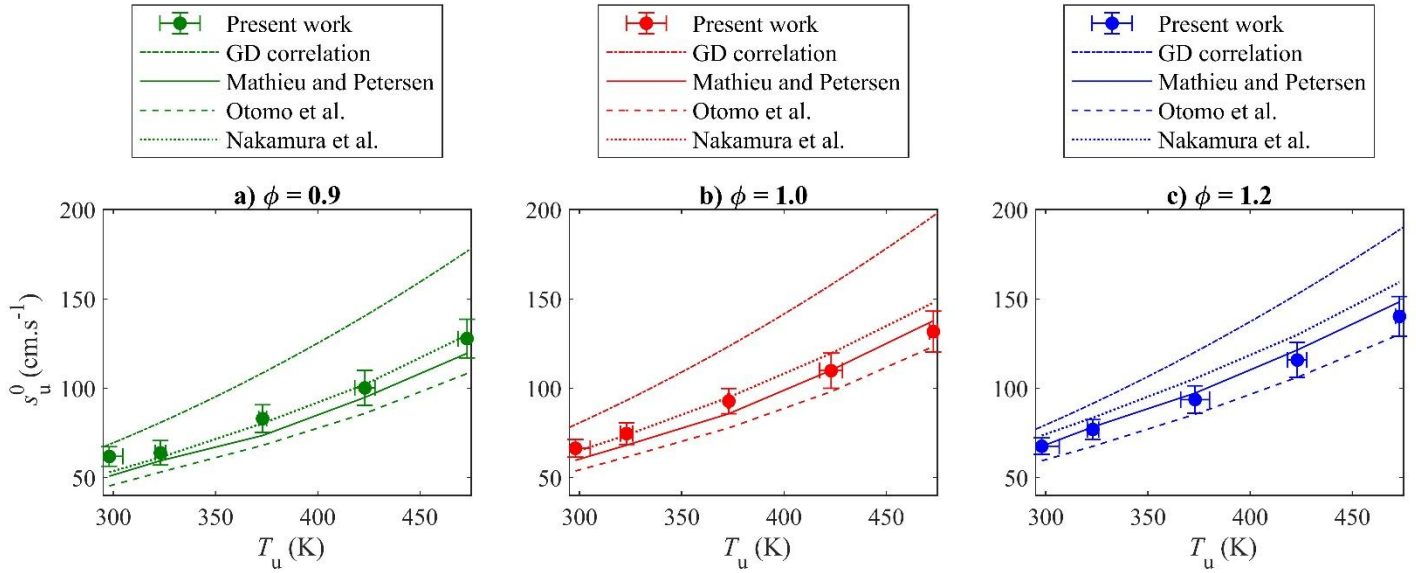 Present work
GD correlation
Mathieu and Petersen
Otomo et al.
Nakamura et al.
Present work
GD correlation
Mathieu and Petersen
Otomo et al.
Nakamura et al.
Present work
GD correlation
Mathieu and Petersen
Otomo et al.
Nakamura et al.
a) ϕ = 0.9
200
150
100
50
s_u^0 (cm.s^-1)
300 350 400 450
T_u (K)
b) ϕ = 1.0
200
150
100
50
300 350 400 450
T_u (K)
c) ϕ = 1.2
200
150
100
50
300 350 400 450
T_u (K)